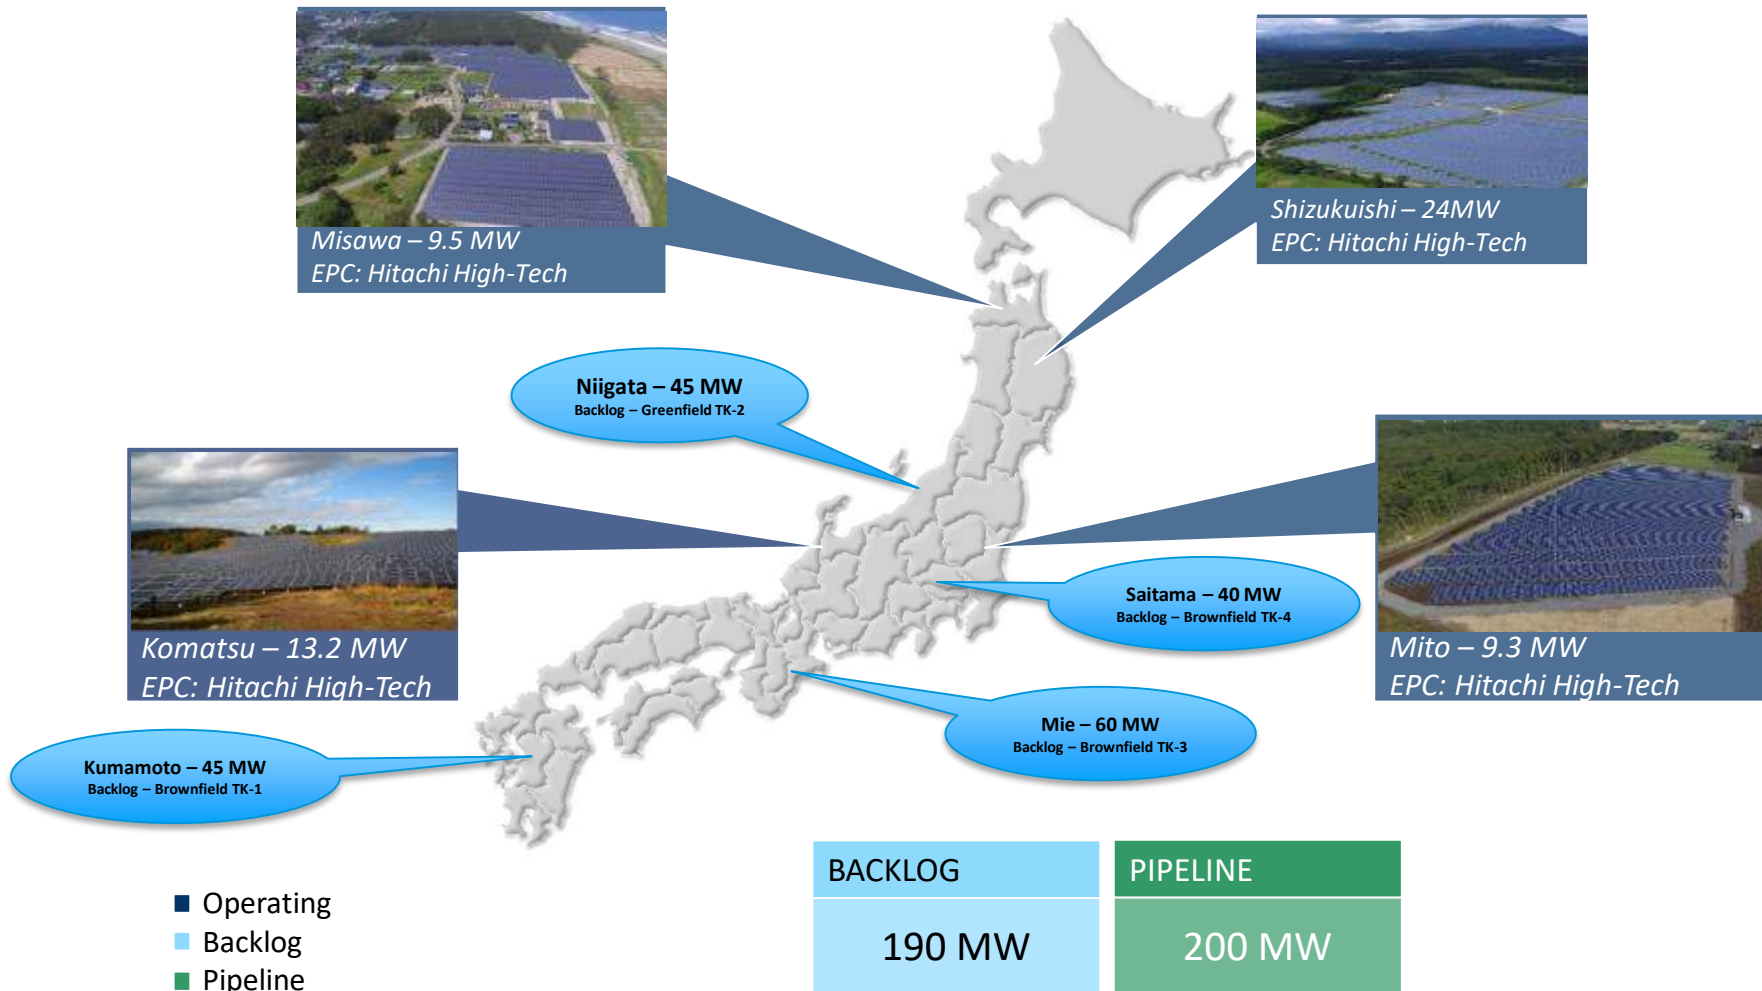 Misawa – 9.5 MW
EPC: Hitachi High-Tech
Shizukuishi – 24MW
EPC: Hitachi High-Tech
Niigata – 45 MW
Backlog – Greenfield TK-2
Komatsu – 13.2 MW
EPC: Hitachi High-Tech
Saitama – 40 MW
Backlog – Brownfield TK-4
Mito – 9.3 MW
EPC: Hitachi High-Tech
Mie – 60 MW
Backlog – Brownfield TK-3
Kumamoto – 45 MW
Backlog – Brownfield TK-1
Operating
Backlog
Pipeline
BACKLOG
190 MW
PIPELINE
200 MW